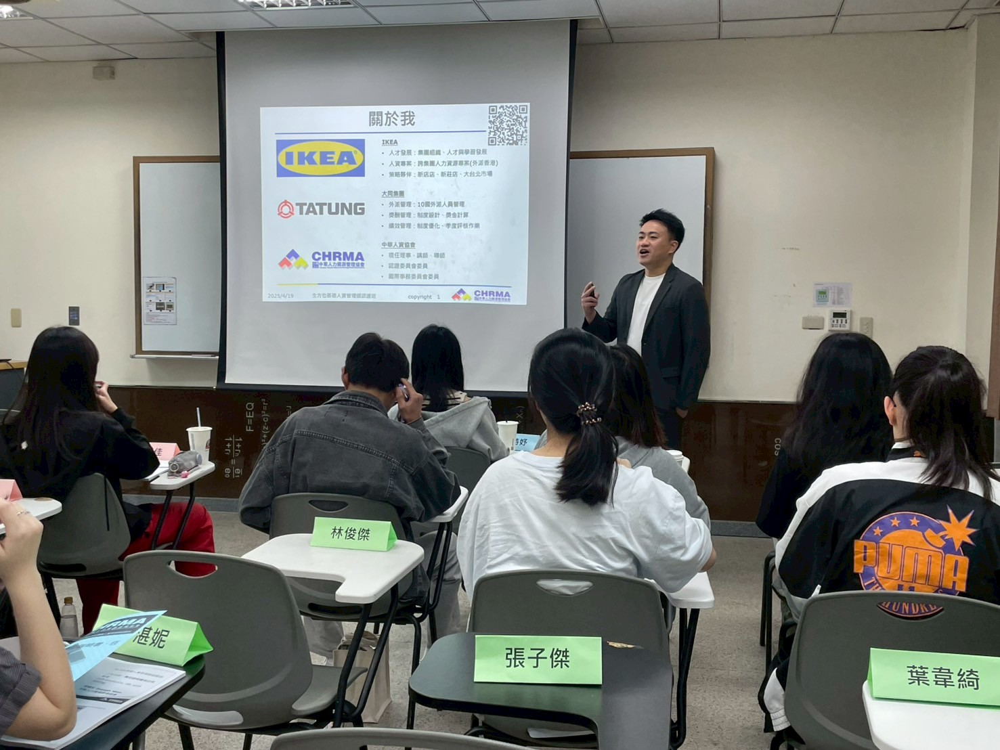 關於我
IKEA
IKEA
• 人才發展：集團組織、人才與學習發展
• 人資專案：跨集團人力資源專案(外派香港)
• 策略夥伴：新店店、新莊店、大台北市場
TATUNG
大同集團
• 外派管理：10國外派人員管理
• 獎酬管理：制度設計、獎金計算
• 績效管理：制度優化、季度評核作業
CHRMA
中華人力資源管理協會
中華人資協會
• 現任理事、講師、導師
• 認證委員會委員
• 國際事務委員會委員
2025/4/19
全方位基礎人資管理師認證班
copyright 1
CHRMA
中華人力資源管理協會
F=EQ
佳
妤
林俊傑
湛妮
張子傑
葉韋綺
PUMA
HUNDRE